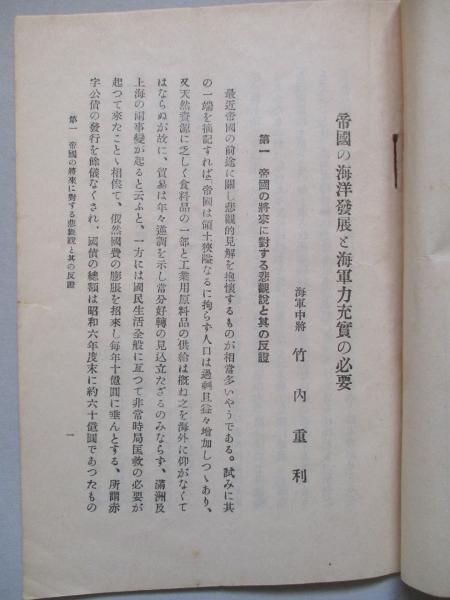 帝國の海洋發展と海軍力充實の必要
海軍中將 竹內重利
第一 帝國の將來に對する悲觀說と其の反證
最近帝國の前途に關し悲觀的見解を抱懷するものが相當多いやうである。試みに其
の一端を摘記すれば「帝國は領土狹隘なるに拘らず人口は過剩且益々增加しつゝあり、
又天然資源に乏しく食料品の一部と工業用原料品の供給は槪ね之を海外に仰がなくて
はならぬが故に、貿易は年々逆調を示し當分好轉の見込立たざるのみならず、滿洲及
上海の兩事變が起ると云ふと、一方には國民生活全般に亙つて非常時局匡救の必要が
起つて來たことゝ相俟て、俄然國費の膨脹を招來し每年十億圓に垂んとする、所謂赤
字公債の發行を餘儀なくされ、國債の總額は昭和六年度末に約六十億圓であつたもの
第一 帝國の將來に對する悲觀說と其の反證
一